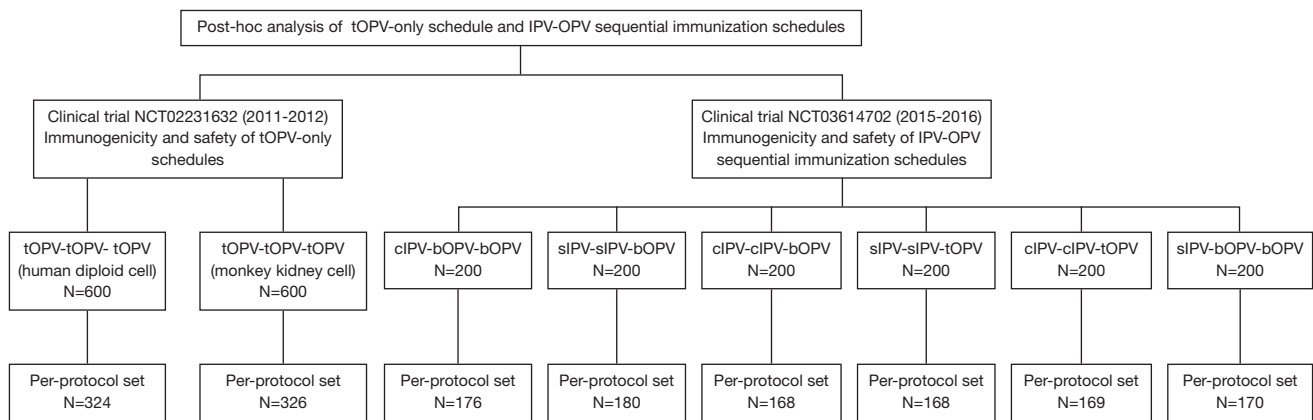 Post-hoc analysis of tOPV-only schedule and IPV-OPV sequential immunization schedules
Clinical trial NCT02231632 (2011-2012)
Immunogenicity and safety of tOPV-only
schedules
Clinical trial NCT03614702 (2015-2016)
Immunogenicity and safety of IPV-OPV
sequential immunization schedules
tOPV-tOPV- tOPV
(human diploid cell)
N=600
tOPV-tOPV-tOPV
(monkey kidney cell)
N=600
cIPV-bOPV-bOPV
N=200
sIPV-sIPV-bOPV
N=200
cIPV-cIPV-bOPV
N=200
sIPV-sIPV-tOPV
N=200
cIPV-cIPV-tOPV
N=200
sIPV-bOPV-bOPV
N=200
Per-protocol set
N=324
Per-protocol set
N=326
Per-protocol set
N=176
Per-protocol set
N=180
Per-protocol set
N=168
Per-protocol set
N=168
Per-protocol set
N=169
Per-protocol set
N=170